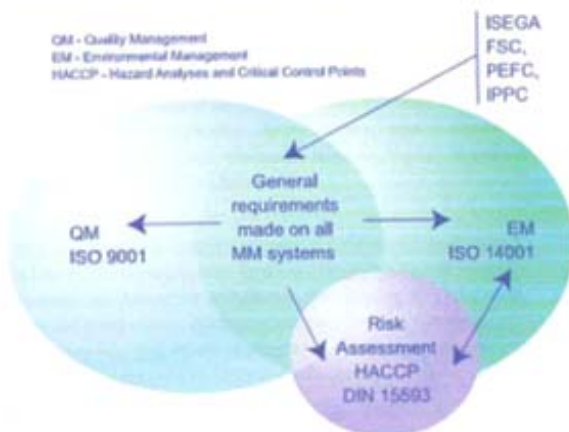 QM - Quality Management
EM - Environmental Management
HACCP - Hazard Analyses and Critical Control Points
ISEGA
FSC,
PEFC,
IPPC
General
requirements
made on all
MM systems
QM
ISO 9001
EM
ISO 14001
Risk
Assessment
HACCP
DIN 15593